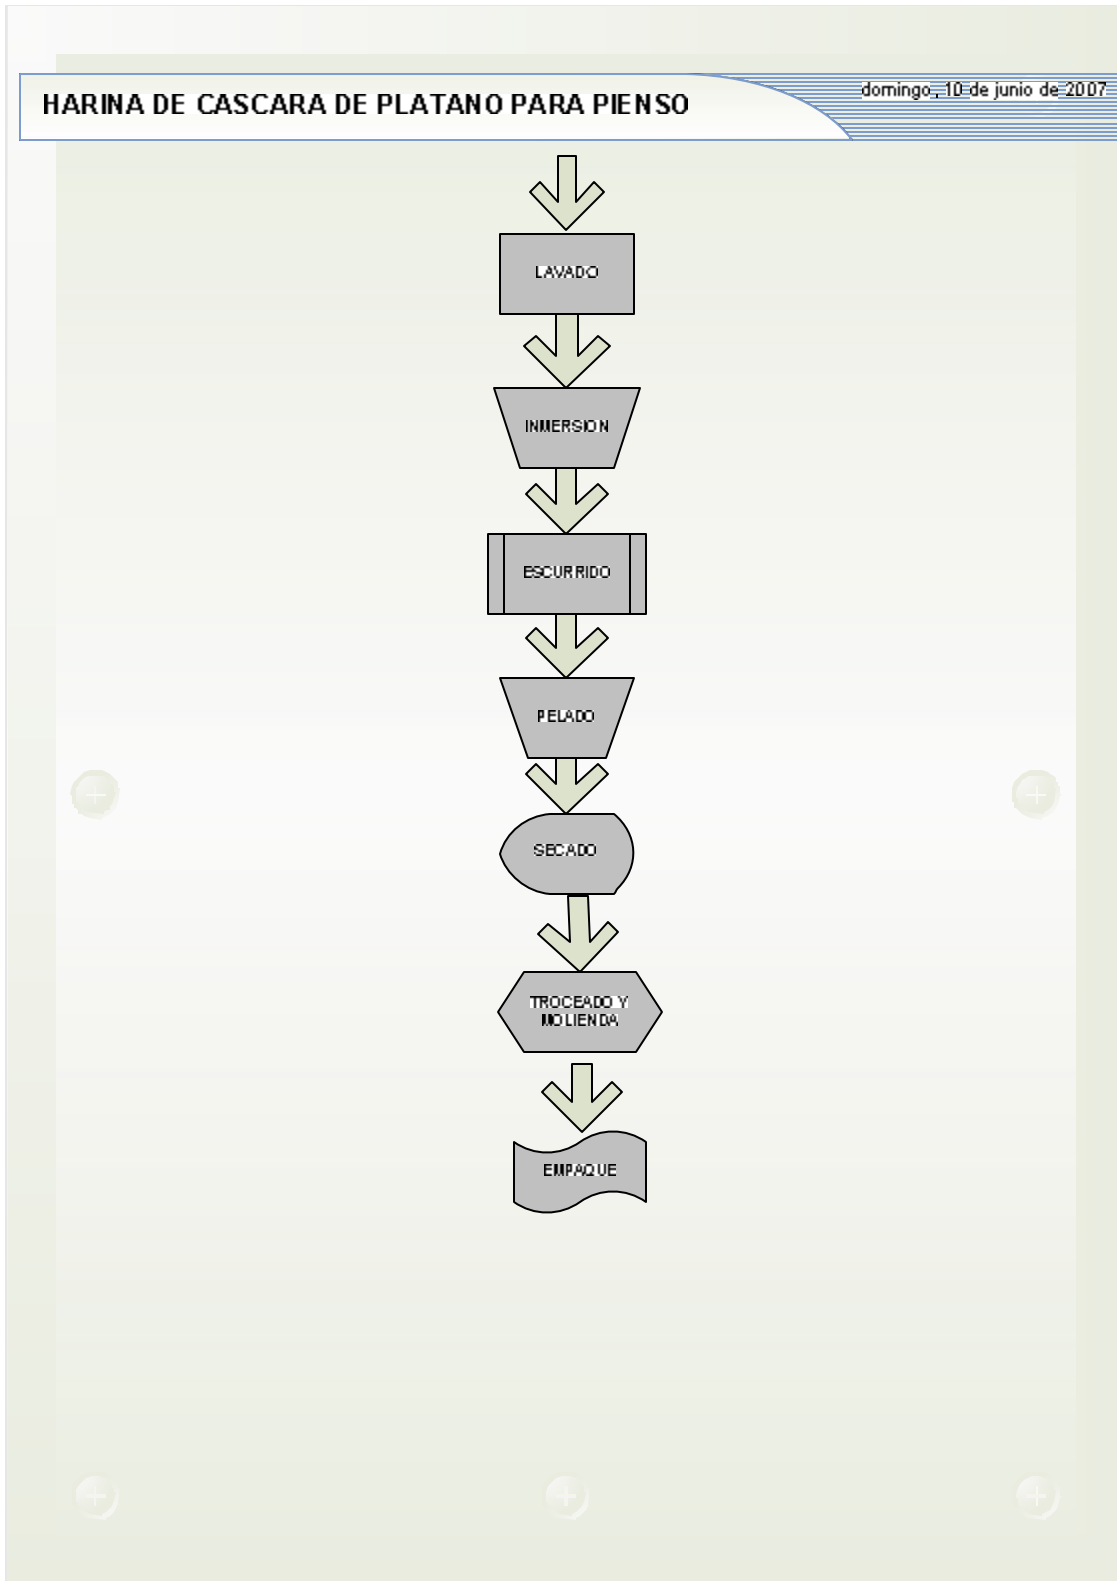 HARINA DE CASCARA DE PLATANO PARA PIENSO
domingo, 10 de junio de 2007
LAVADO
INMERSION
ESCURRIDO
PELADO
SECADO
TROCEADO Y
MOLIENDA
EMPAQUE